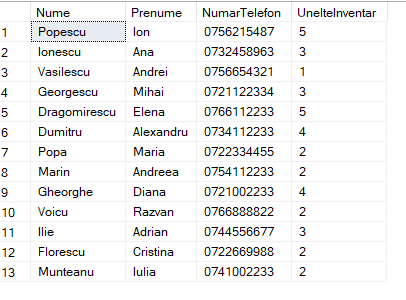 Nume Prenume NumarTelefon UnelteInventar
1 Popescu Ion 0756215487 5
2 Ionescu Ana 0732458963 3
3 Vasilescu Andrei 0756654321 1
4 Georgescu Mihai 0721122334 3
5 Dragomirescu Elena 0766112233 5
6 Dumitru Alexandru 0734112233 4
7 Popa Maria 0722334455 2
8 Marin Andreea 0754112233 2
9 Gheorghe Diana 0721002233 4
10 Voicu Razvan 0766888822 2
11 Ilie Adrian 0744556677 3
12 Florescu Cristina 0722669988 2
13 Munteanu Iulia 0741002233 2